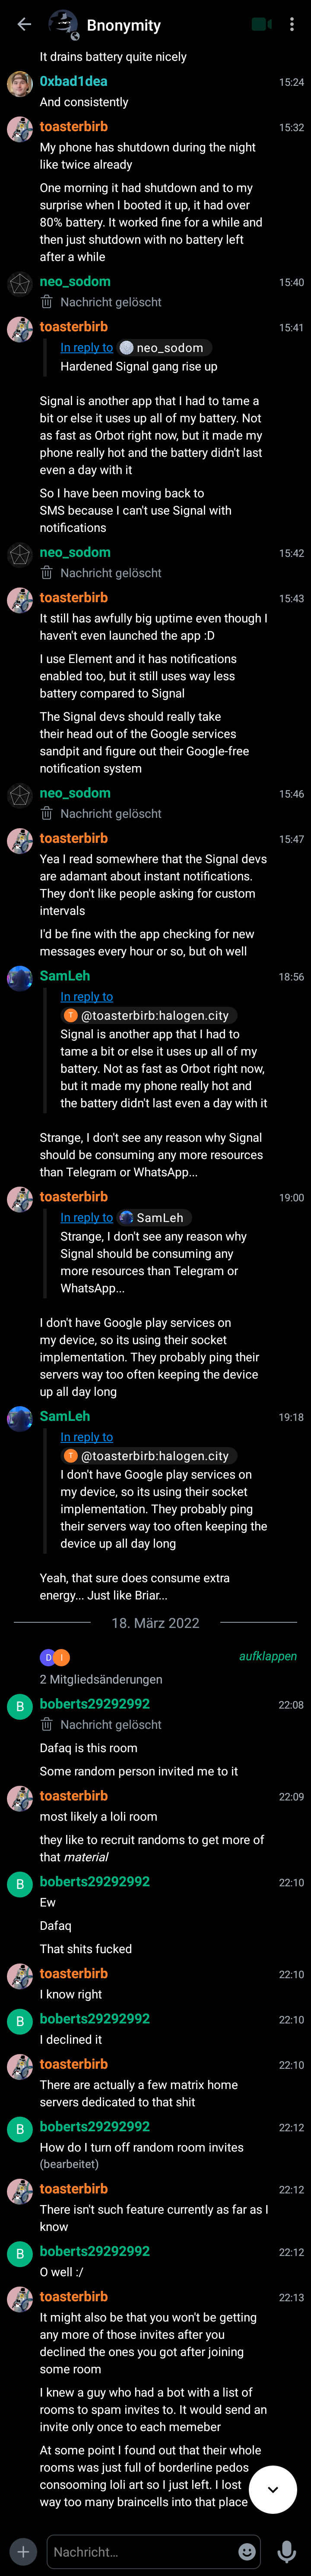 Bnonymity
It drains battery quite nicely
0xbad1dea 15:24
And consistently
toasterbirb 15:32
My phone has shutdown during the night
like twice already
One morning it had shutdown and to my
surprise when I booted it up, it had over
80% battery. It worked fine for a while and
then just shutdown with no battery left
after a while
neo_sodom 15:40
Nachricht gelöscht
toasterbirb 15:41
In reply to neo_sodom
Hardened Signal gang rise up
Signal is another app that I had to tame a
bit or else it uses up all of my battery. Not
as fast as Orbot right now, but it made my
phone really hot and the battery didn't last
even a day with it
So I have been moving back to
SMS because I can't use Signal with
notifications
neo_sodom 15:42
Nachricht gelöscht
toasterbirb 15:43
It still has awfully big uptime even though I
haven't even launched the app :D
I use Element and it has notifications
enabled too, but it still uses way less
battery compared to Signal
The Signal devs should really take
their head out of the Google services
sandpit and figure out their Google-free
notification system
neo_sodom 15:46
Nachricht gelöscht
toasterbirb 15:47
Yea I read somewhere that the Signal devs
are adamant about instant notifications.
They don't like people asking for custom
intervals
I'd be fine with the app checking for new
messages every hour or so, but oh well
SamLeh 18:56
In reply to
T @toasterbirb:halogen.city
Signal is another app that I had to
tame a bit or else it uses up all of my
battery. Not as fast as Orbot right now,
but it made my phone really hot and
the battery didn't last even a day with it
Strange, I don't see any reason why Signal
should be consuming any more resources
than Telegram or WhatsApp...
toasterbirb 19:00
In reply to SamLeh
Strange, I don't see any reason why
Signal should be consuming any
more resources than Telegram or
WhatsApp...
I don't have Google play services on
my device, so its using their socket
implementation. They probably ping their
servers way too often keeping the device
up all day long
SamLeh 19:18
In reply to
T @toasterbirb:halogen.city
I don't have Google play services on
my device, so its using their socket
implementation. They probably ping
their servers way too often keeping the
device up all day long
Yeah, that sure does consume extra
energy... Just like Briar...
18. März 2022
D I aufklappen
2 Mitgliedsänderungen
B boberts29292992 22:08
Nachricht gelöscht
Dafaq is this room
Some random person invited me to it
toasterbirb 22:09
most likely a loli room
they like to recruit randoms to get more of
that material
B boberts29292992 22:10
Ew
Dafaq
That shits fucked
toasterbirb 22:10
I know right
B boberts29292992 22:10
I declined it
toasterbirb 22:10
There are actually a few matrix home
servers dedicated to that shit
B boberts29292992 22:12
How do I turn off random room invites
(bearbeitet)
toasterbirb 22:12
There isn't such feature currently as far as I
know
B boberts29292992 22:12
O well :/
toasterbirb 22:13
It might also be that you won't be getting
any more of those invites after you
declined the ones you got after joining
some room
I knew a guy who had a bot with a list of
rooms to spam invites to. It would send an
invite only once to each memeber
At some point I found out that their whole
rooms was just full of borderline pedos
consooming loli art so I just left. I lost
way too many braincells into that place
Nachricht...